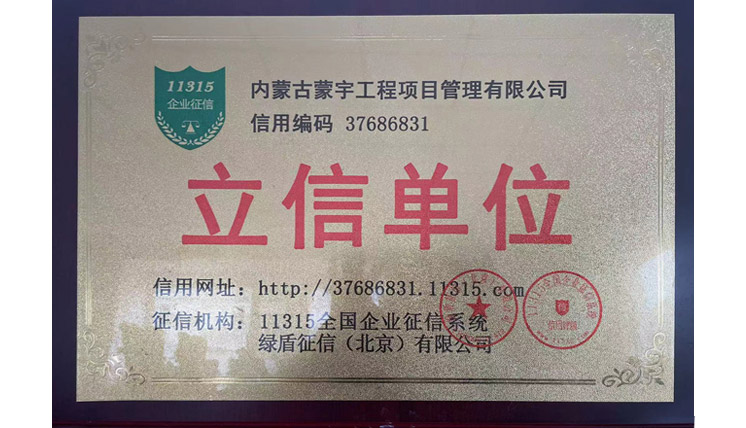 11315
企业征信
内蒙古蒙宇工程项目管理有限公司
信用编码 37686831
立信单位
信用网址：http://37686831.11315.com
征信机构：11315全国企业征信系统
绿盾征信（北京）有限公司